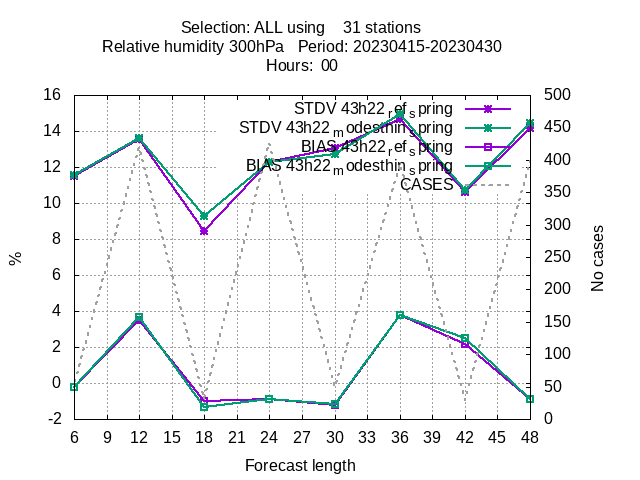 Selection: ALL using 31 stations
Relative humidity 300hPa Period: 20230415-20230430
Hours: 00
STDV 43h22_ref_spring
STDV 43h22_modesthin_spring
BIAS 43h22_ref_spring
BIAS 43h22_modesthin_spring
CASES
16
14
12
10
8
6
4
2
0
-2
%
500
450
400
350
300
250
200
150
100
50
0
No cases
6 9 12 15 18 21 24 27 30 33 36 39 42 45 48
Forecast length